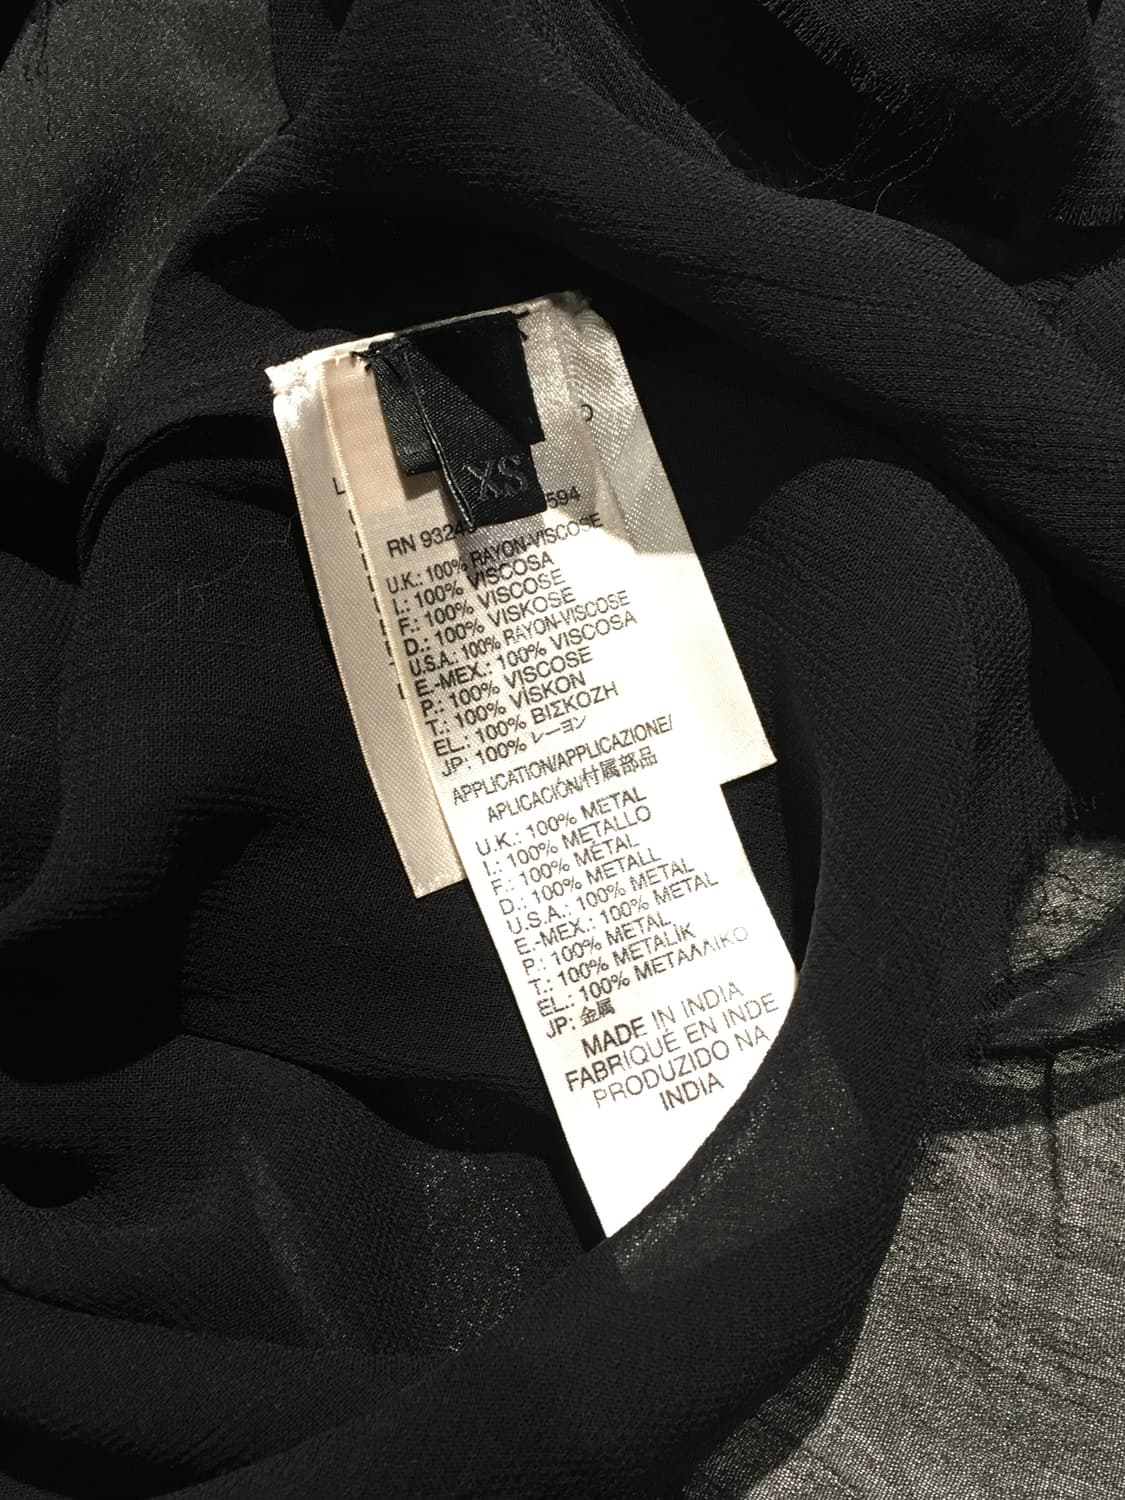 XS
RN 9324
594
U.K.: 100% RAYON-VISCOSE
I.: 100% VISCOSA
F.: 100% VISCOSE
D.: 100% VISKOSE
U.S.A.: 100% RAYON-VISCOSE
E.-MEX.: 100% VISCOSA
P.: 100% VISCOSE
T.: 100% VISKON
EL.: 100% ΒΙΣΚΟΖΗ
JP: 100% レーヨン
APPLICATION/APPLICAZIONE/
APLICACIÓN/付属部品
U.K.: 100% METAL
I.: 100% METALLO
F.: 100% MÉTAL
D.: 100% METALL
U.S.A.: 100% METAL
E.-MEX.: 100% METAL
P.: 100% METAL
T.: 100% METALİK
EL.: 100% ΜΕΤΑΛΛΙΚΟ
JP: 金属
MADE IN INDIA
FABRIQUÉ EN INDE
PRODUZIDO NA
INDIA